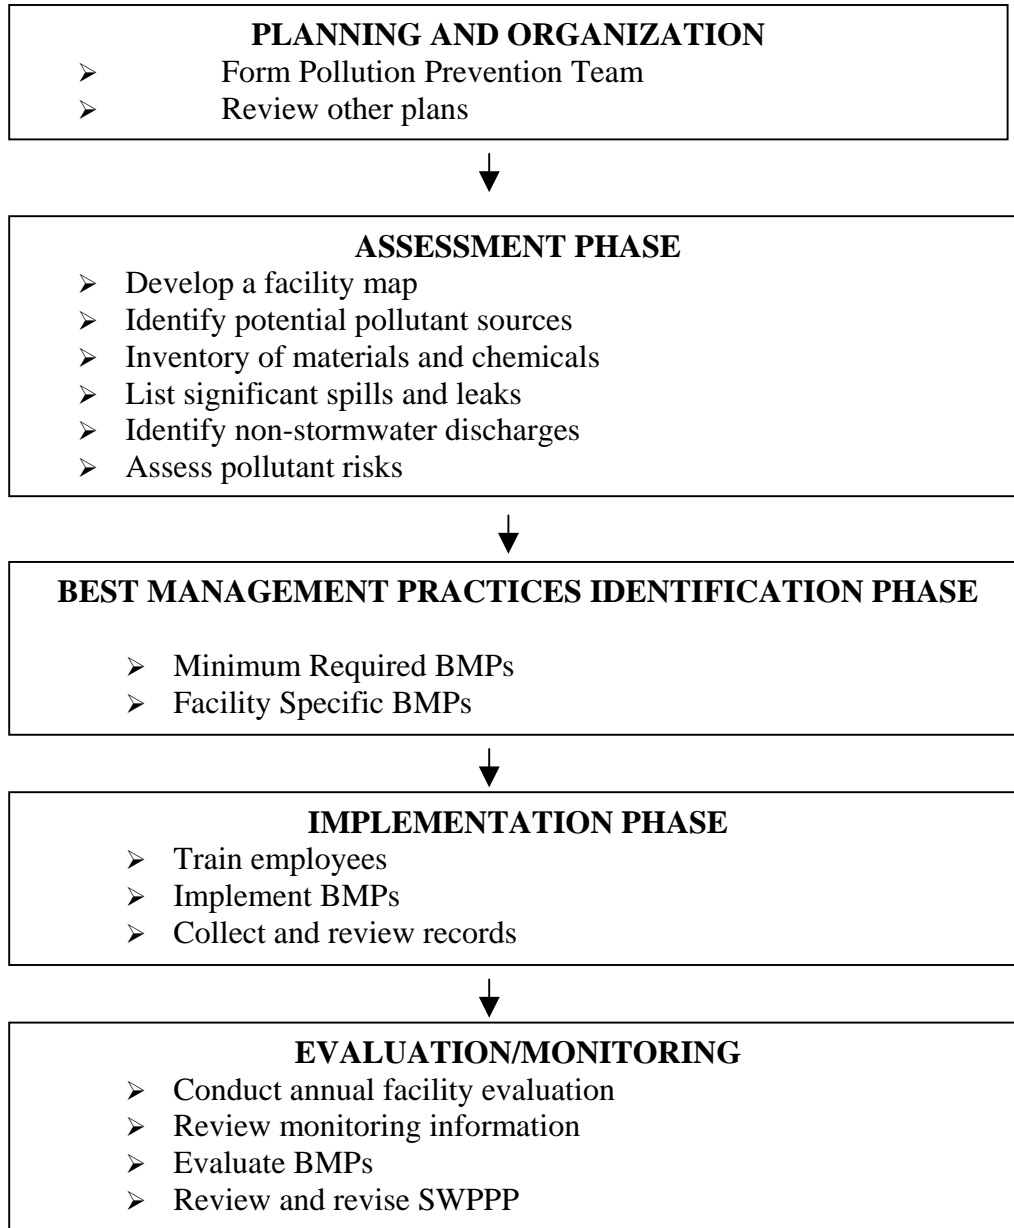 PLANNING AND ORGANIZATION
➢ Form Pollution Prevention Team
➢ Review other plans
ASSESSMENT PHASE
➢ Develop a facility map
➢ Identify potential pollutant sources
➢ Inventory of materials and chemicals
➢ List significant spills and leaks
➢ Identify non-stormwater discharges
➢ Assess pollutant risks
BEST MANAGEMENT PRACTICES IDENTIFICATION PHASE
➢ Minimum Required BMPs
➢ Facility Specific BMPs
IMPLEMENTATION PHASE
➢ Train employees
➢ Implement BMPs
➢ Collect and review records
EVALUATION/MONITORING
➢ Conduct annual facility evaluation
➢ Review monitoring information
➢ Evaluate BMPs
➢ Review and revise SWPPP